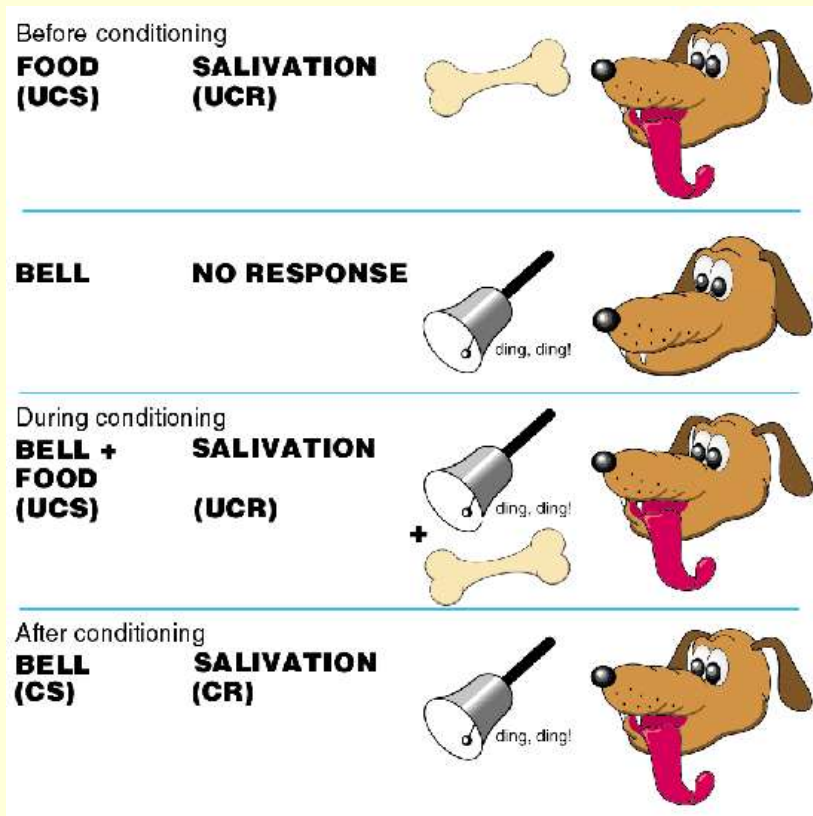 Before conditioning
FOOD SALIVATION
(UCS) (UCR)
BELL NO RESPONSE
ding, ding!
During conditioning
BELL + SALIVATION
FOOD
(UCS) (UCR)
ding, ding!
+
After conditioning
BELL SALIVATION
(CS) (CR)
ding, ding!